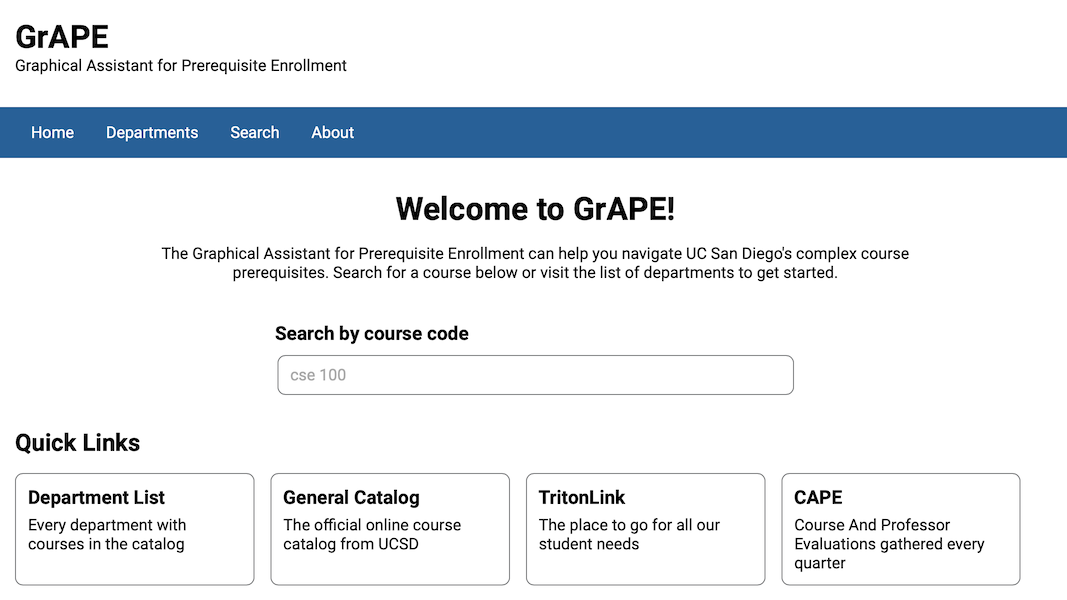 GrAPE
Graphical Assistant for Prerequisite Enrollment
Home Departments Search About
Welcome to GrAPE!
The Graphical Assistant for Prerequisite Enrollment can help you navigate UC San Diego's complex course
prerequisites. Search for a course below or visit the list of departments to get started.
Search by course code
cse 100
Quick Links
Department List
Every department with
courses in the catalog
General Catalog
The official online course
catalog from UCSD
TritonLink
The place to go for all our
student needs
CAPE
Course And Professor
Evaluations gathered every
quarter